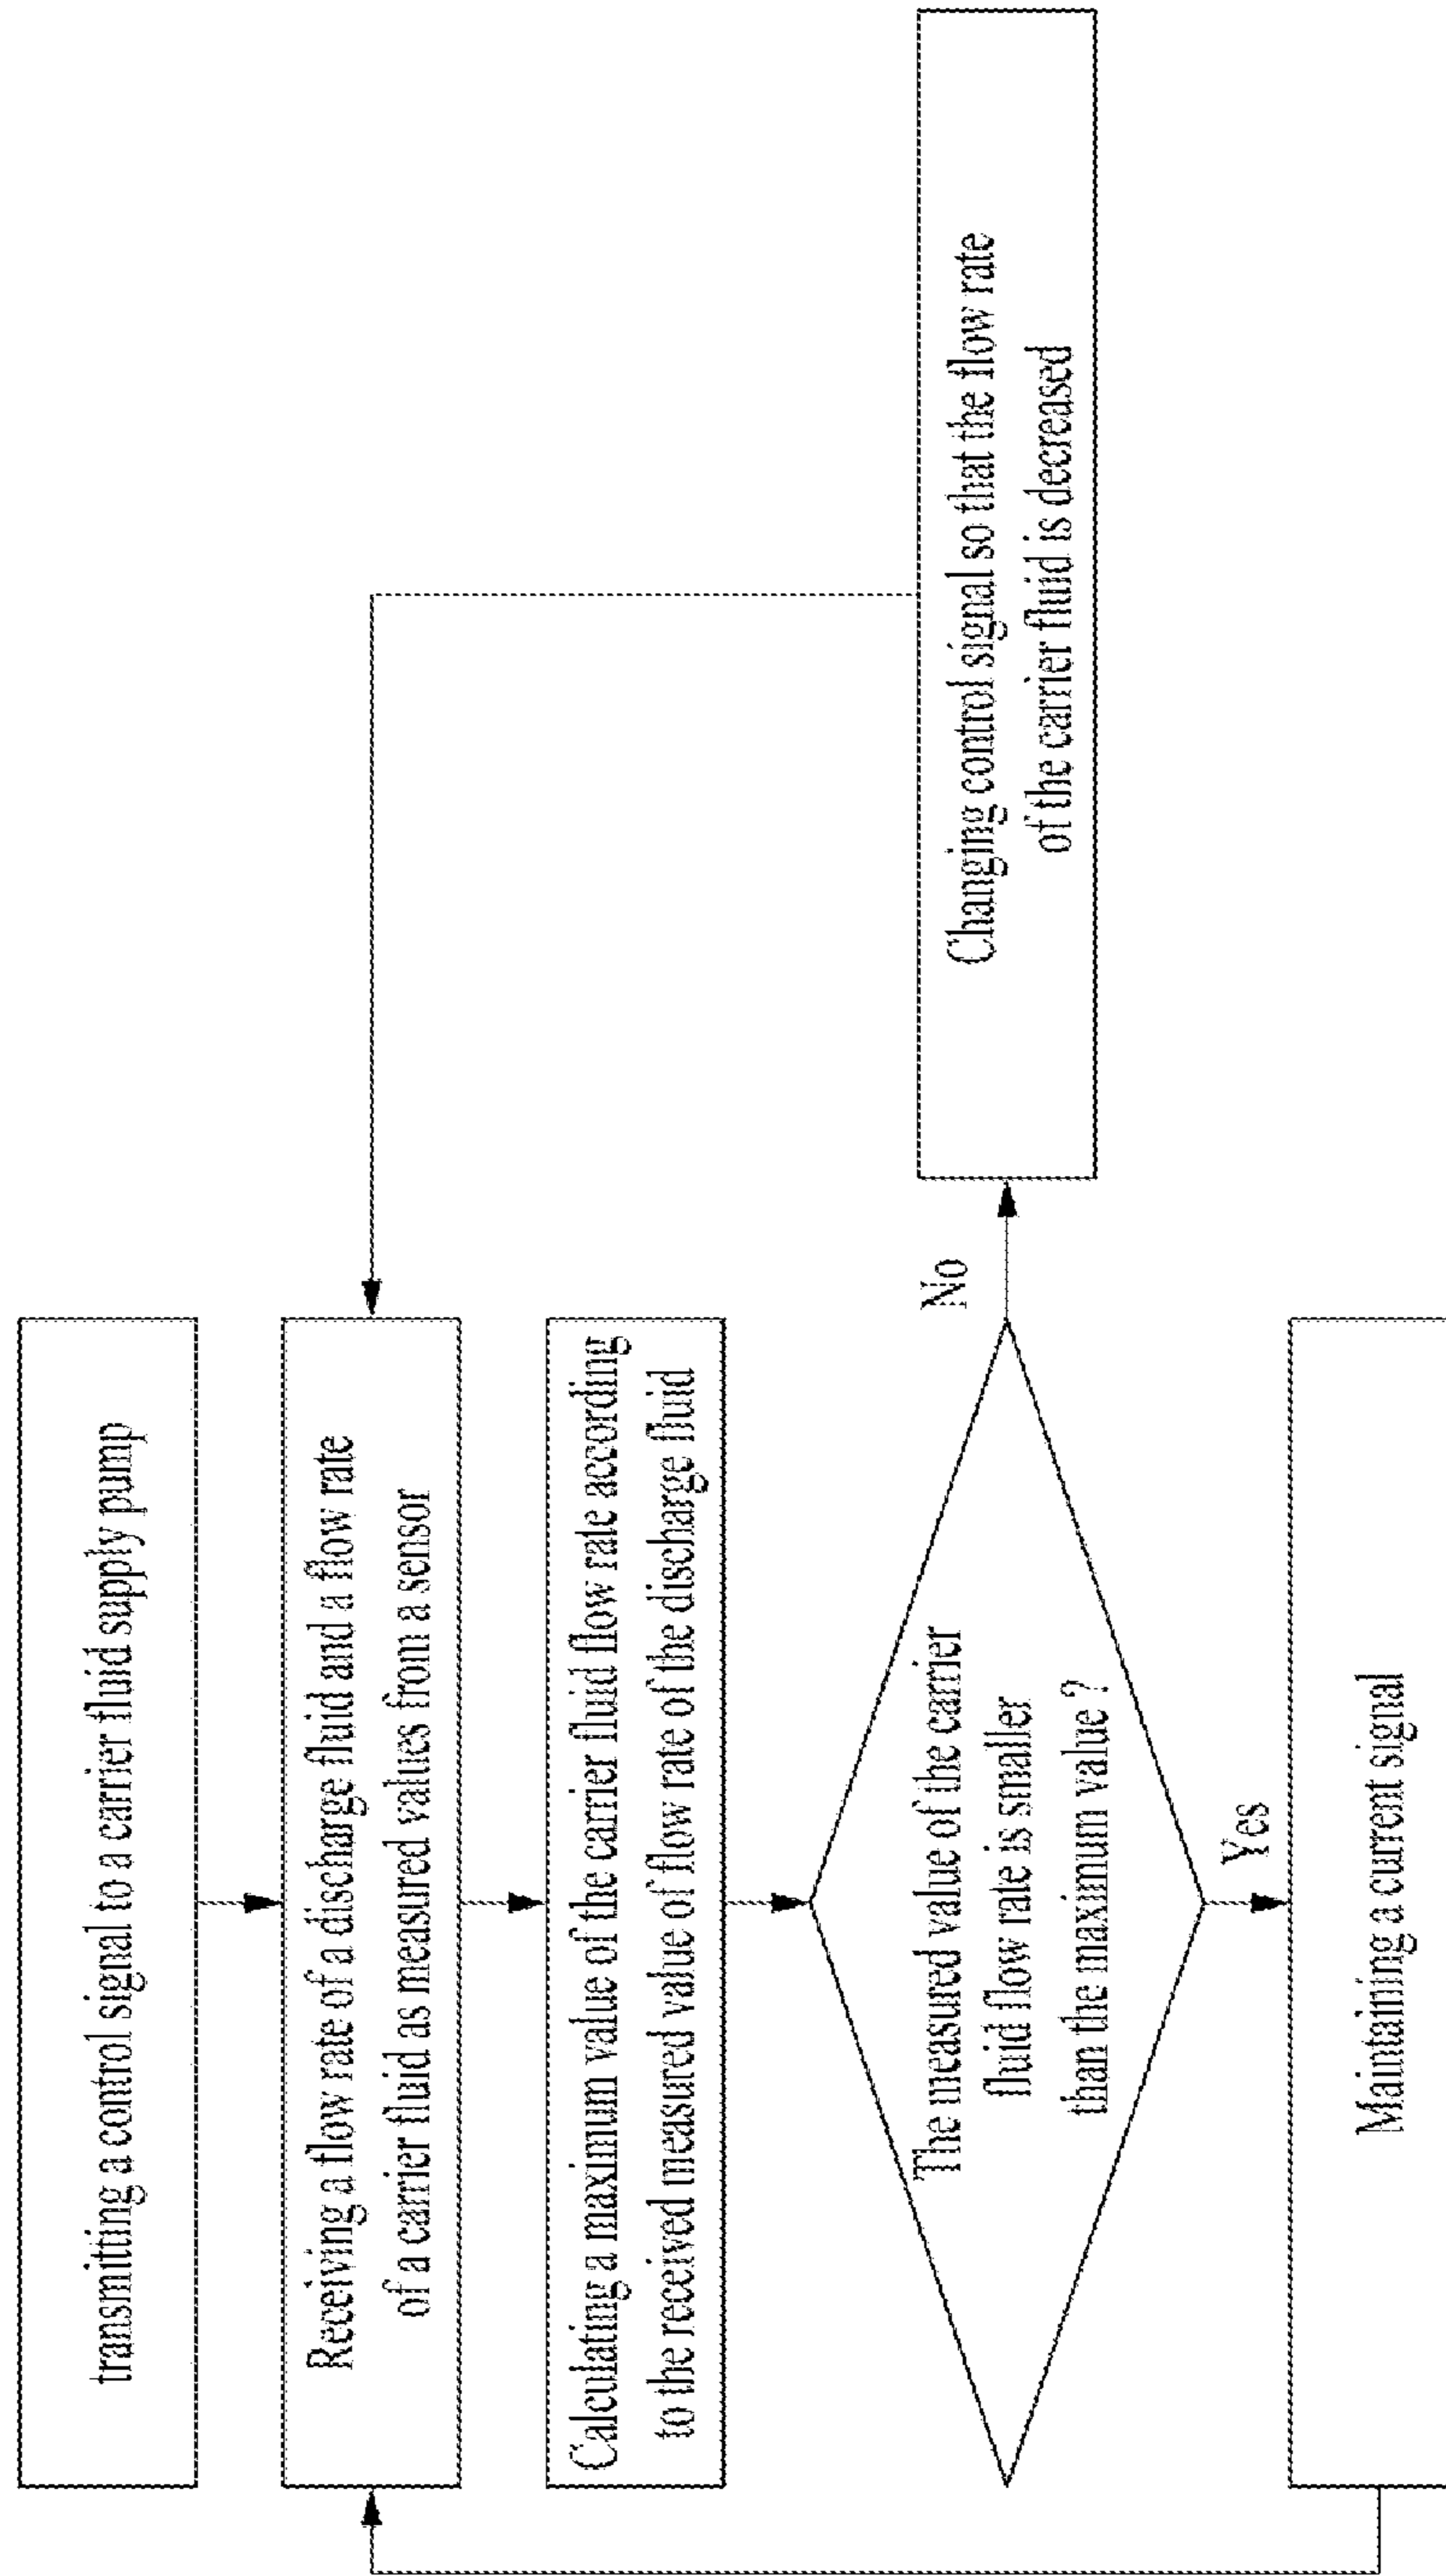 transmitting a control signal to a carrier fluid supply pump
Receiving a flow rate of a discharge fluid and a flow rate
of a carrier fluid as measured values from a sensor
Calculating a maximum value of the carrier fluid flow rate according
to the received measured value of flow rate of the discharge fluid
The measured value of the carrier
fluid flow rate is smaller
than the maximum value ?
No
Changing control signal so that the flow rate
of the carrier fluid is decreased
Yes
Maintaining a current signal